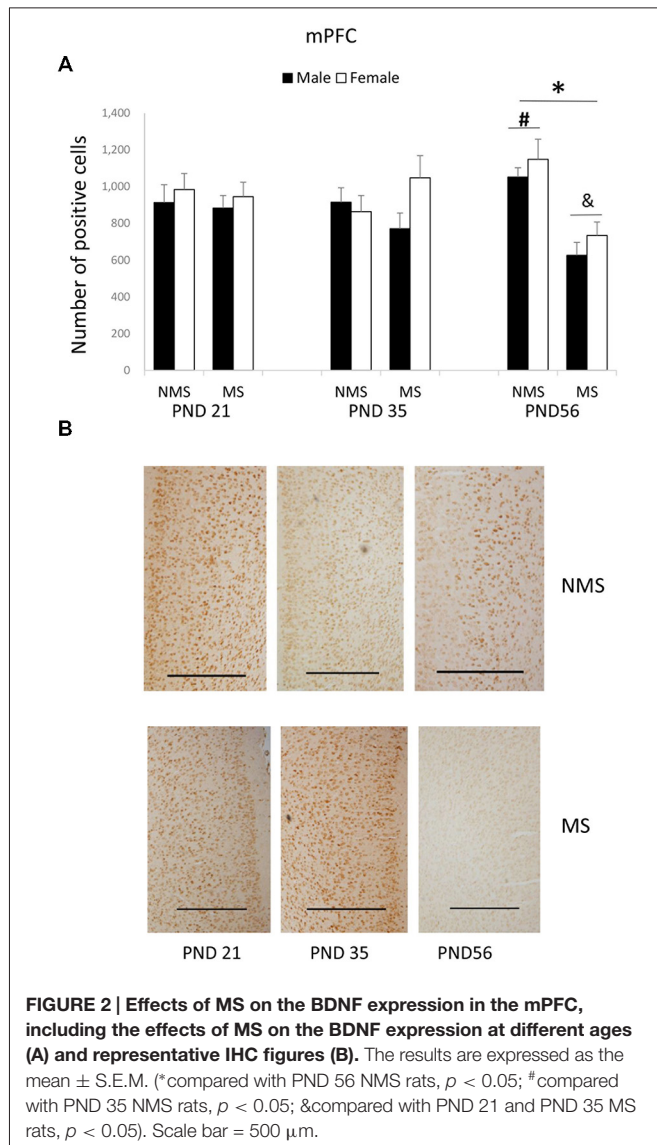 mPFC
A
Male Female
*
#
&
Number of positive cells
1,400
1,200
1,000
800
600
400
200
0
NMS MS NMS MS NMS MS
PND 21 PND 35 PND56
B
NMS
MS
PND 21 PND 35 PND56
FIGURE 2 | Effects of MS on the BDNF expression in the mPFC,
including the effects of MS on the BDNF expression at different ages
(A) and representative IHC figures (B). The results are expressed as the
mean ± S.E.M. (*compared with PND 56 NMS rats, p < 0.05; #compared
with PND 35 NMS rats, p < 0.05; &compared with PND 21 and PND 35 MS
rats, p < 0.05). Scale bar = 500 μm.